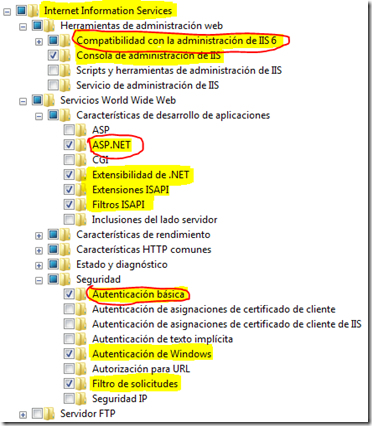 Internet Information Services
Herramientas de administración web
Compatibilidad con la administración de IIS 6
Consola de administración de IIS
Scripts y herramientas de administración de IIS
Servicio de administración de IIS
Servicios World Wide Web
Características de desarrollo de aplicaciones
ASP
ASP.NET
CGI
Extensibilidad de .NET
Extensiones ISAPI
Filtros ISAPI
Inclusiones del lado servidor
Características de rendimiento
Características HTTP comunes
Estado y diagnóstico
Seguridad
Autenticación básica
Autenticación de asignaciones de certificado de cliente
Autenticación de asignaciones de certificado de cliente de IIS
Autenticación de texto implícita
Autenticación de Windows
Autorización para URL
Filtro de solicitudes
Seguridad IP
Servidor FTP